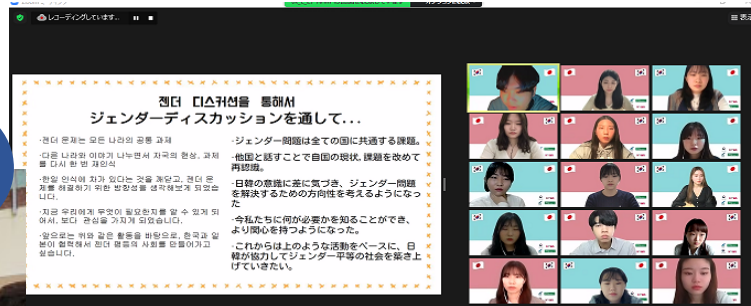 レコーディングしています...
表示
젠더 디스커션을 통해서
ジェンダーディスカッションを通して...
·젠더 문제는 모든 나라의 공통 과제
·다른 나라와 이야기 나누면서 자국의 현상, 과제
를 다시 한 번 재인식
·한일 인식에 차가 있다는 것을 깨닫고, 젠더 문
제를 해결하기 위한 방향성을 생각해보게 되었습
니다.
·지금 우리에게 무엇이 필요한지를 알 수 있게 되
어서, 보다 관심을 가지게 되었습니다.
·앞으로는 위와 같은 활동을 바탕으로, 한국과 일
본이 협력해서 젠더 평등의 사회를 만들어가고
싶습니다.
·ジェンダー問題は全ての国に共通する課題。
·他国と話すことで自国の現状、課題を改めて
再認識。
·日韓の意識に差に気づき、ジェンダー問題
を解決するための方向性を考えるようになっ
た
·今私たちに何が必要かを知ることができ、
より関心を持つようになった。
·これからは上のような活動をベースに、日
韓が協力してジェンダー平等の社会を築き上
げていきたい。